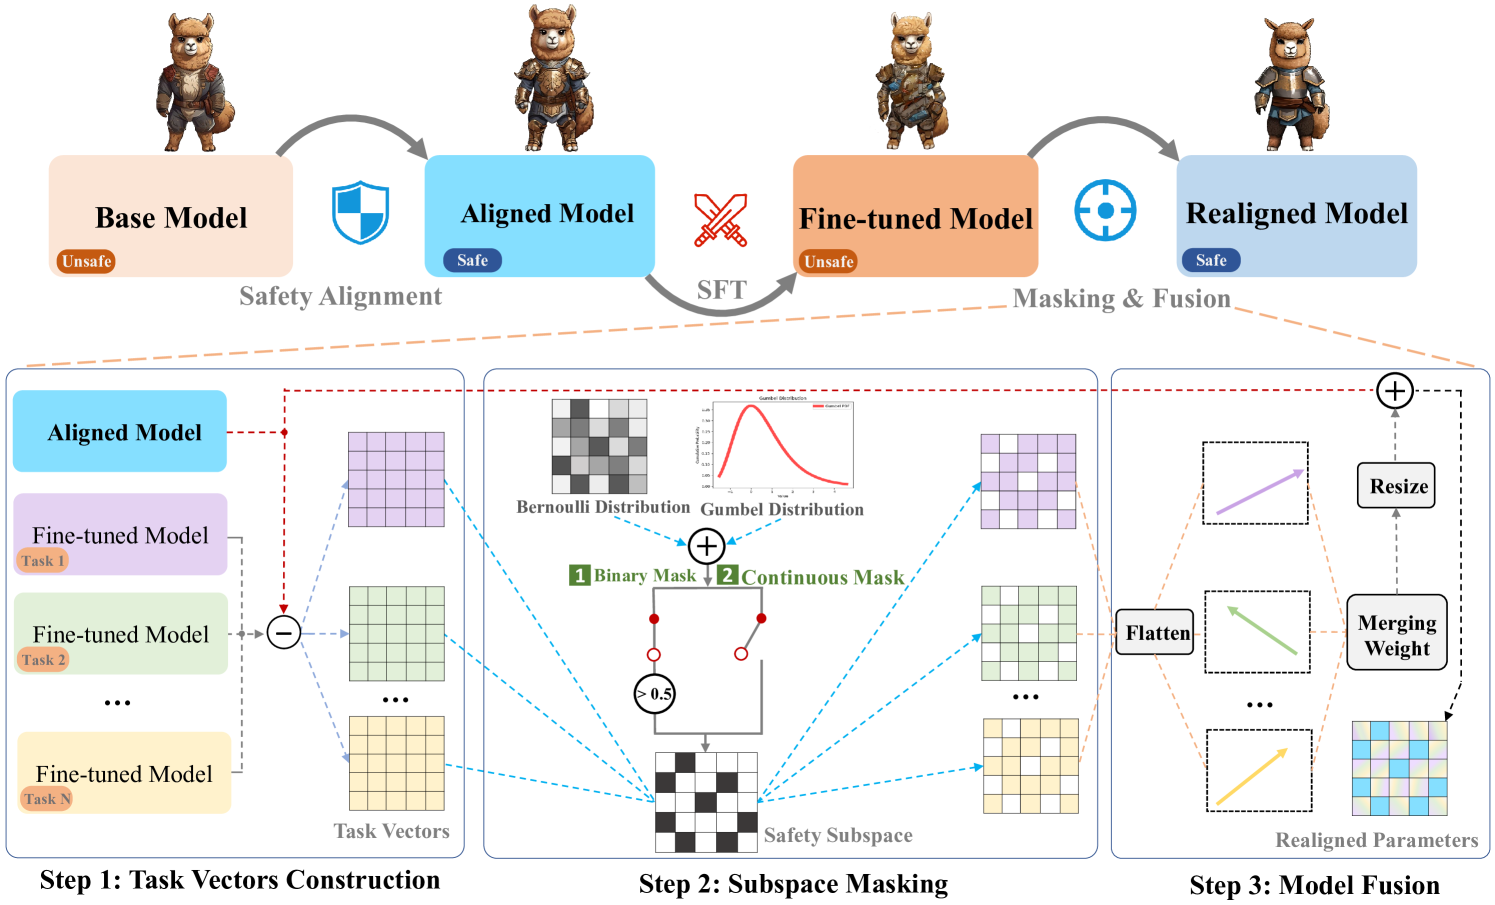 Base Model
Unsafe
Aligned Model
Safe
Fine-tuned Model
Unsafe
Realigned Model
Safe
Safety Alignment
SFT
Masking & Fusion
Aligned Model
Fine-tuned Model
Task 1
Fine-tuned Model
Task 2
...
Fine-tuned Model
Task N
...
Task Vectors
Step 1: Task Vectors Construction
Gumbel Distribution
Bernoulli Distribution
Gumbel Distribution
1 Binary Mask
2 Continuous Mask
> 0.5
Safety Subspace
...
Step 2: Subspace Masking
Flatten
...
Resize
Merging
Weight
Realigned Parameters
Step 3: Model Fusion